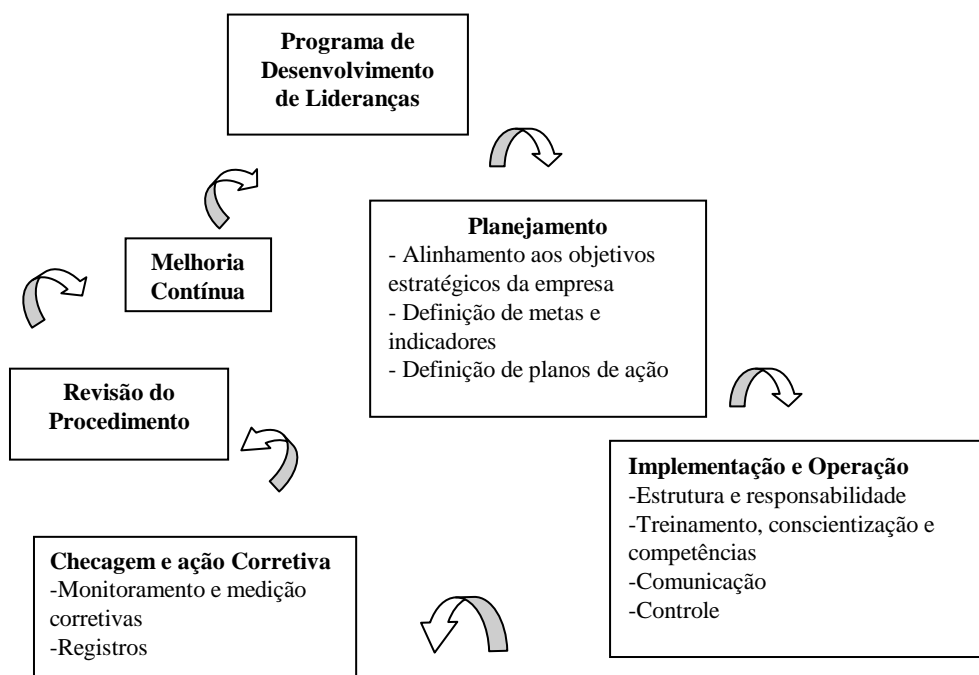 Programa de
Desenvolvimento
de Lideranças
Planejamento
- Alinhamento aos objetivos
estratégicos da empresa
- Definição de metas e
indicadores
- Definição de planos de ação
Melhoria
Contínua
Revisão do
Procedimento
Implementação e Operação
-Estrutura e responsabilidade
-Treinamento, conscientização e
competências
-Comunicação
-Controle
Checagem e ação Corretiva
-Monitoramento e medição
corretivas
-Registros